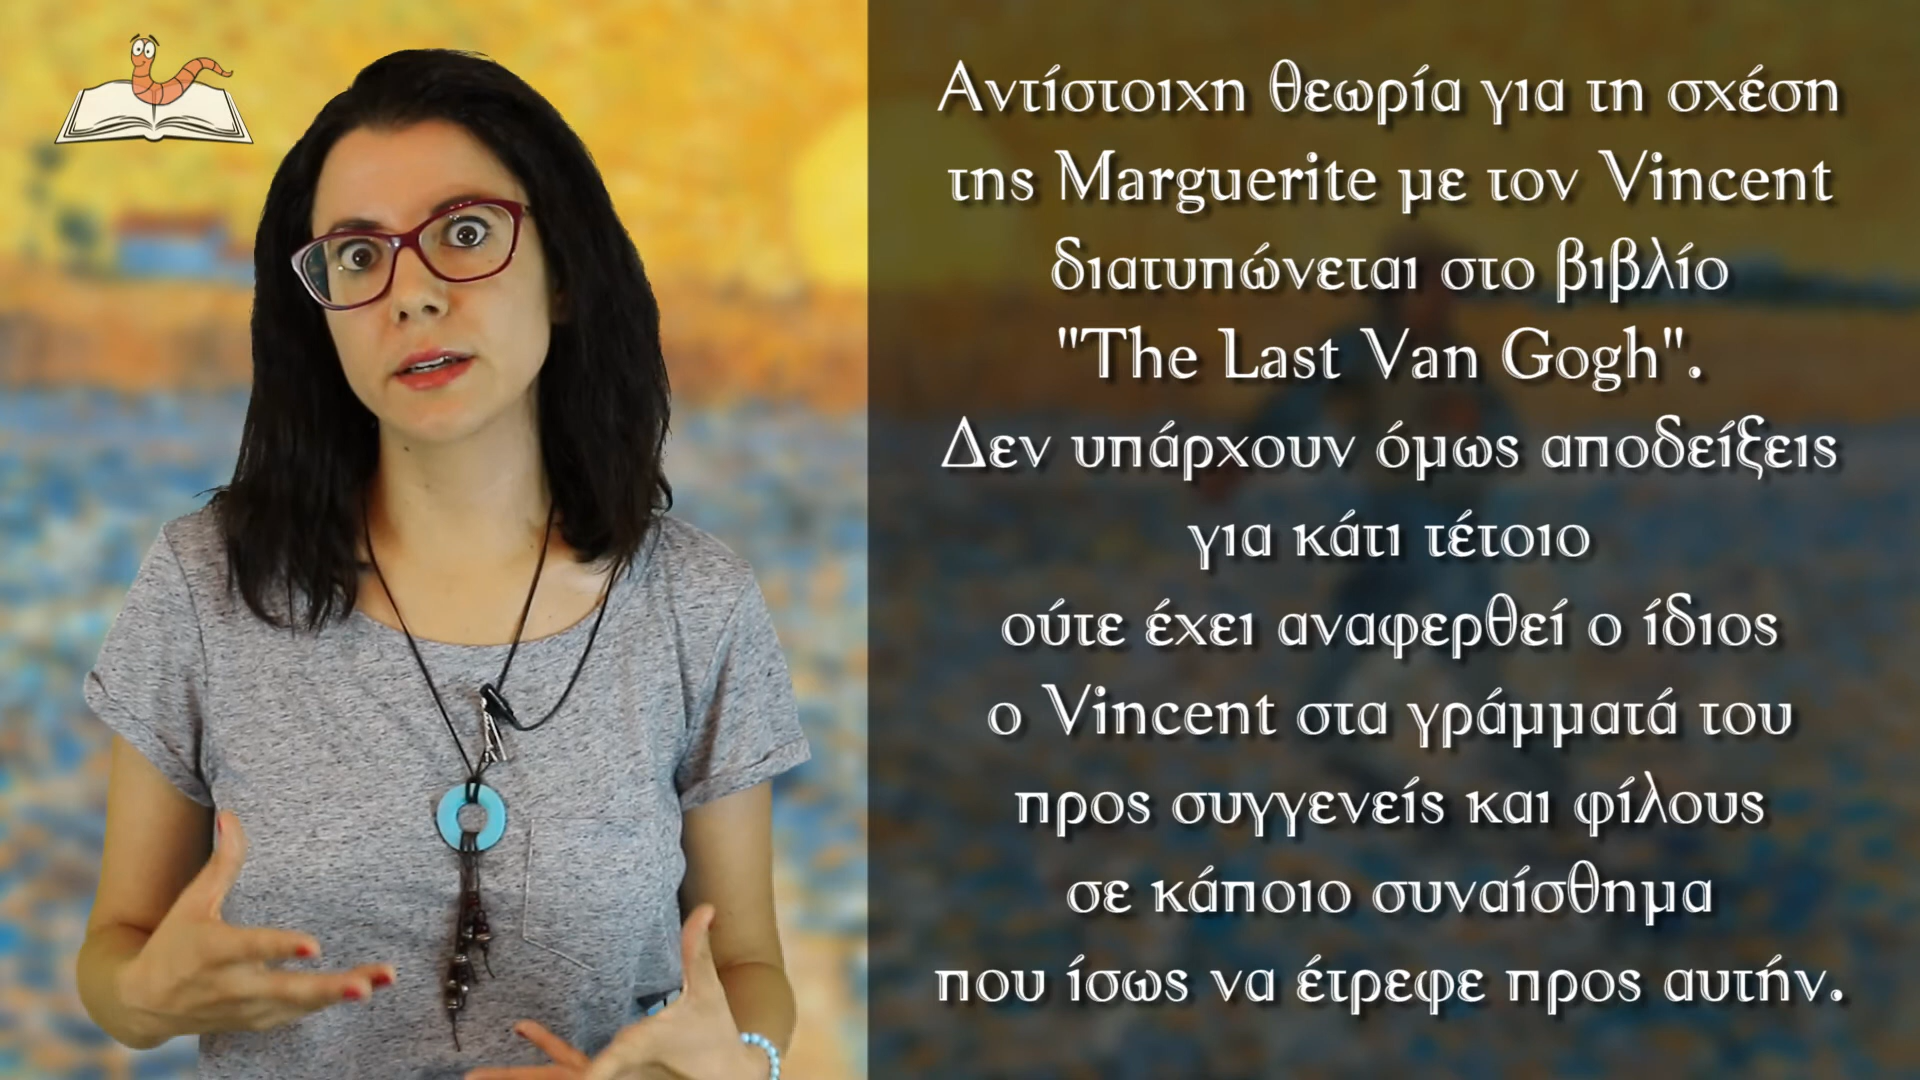 Αντίστοιχη θεωρία για τη σχέση
της Marguerite με τον Vincent
διατυπώνεται στο βιβλίο
"The Last Van Gogh".
Δεν υπάρχουν όμως αποδείξεις
για κάτι τέτοιο
ούτε έχει αναφερθεί ο ίδιος
ο Vincent στα γράμματά του
προς συγγενείς και φίλους
σε κάποιο συναίσθημα
που ίσως να έτρεφε προς αυτήν.